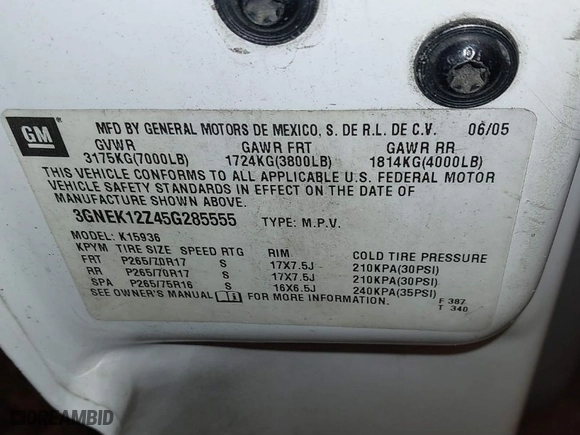 GM
MFD BY GENERAL MOTORS DE MEXICO, S. DE R.L. DE C.V. 06/05
GVWR GAWR FRT GAWR RR
3175KG(7000LB) 1724KG(3800LB) 1814KG(4000LB)
THIS VEHICLE CONFORMS TO ALL APPLICABLE U.S. FEDERAL MOTOR
VEHICLE SAFETY STANDARDS IN EFFECT ON THE DATE OF
MANUFACTURE SHOWN ABOVE.
3GNEK12Z45G285555 TYPE: M.P.V.
MODEL: K15936
KPYM TIRE SIZE SPEED RTG RIM COLD TIRE PRESSURE
FRT P265/70R17 S 17X7.5J 210KPA(30PSI)
RR P265/70R17 S 17X7.5J 210KPA(30PSI)
SPA P265/75R16 S 16X6.5J 240KPA(35PSI)
SEE OWNER'S MANUAL FOR MORE INFORMATION. F 387
T 340